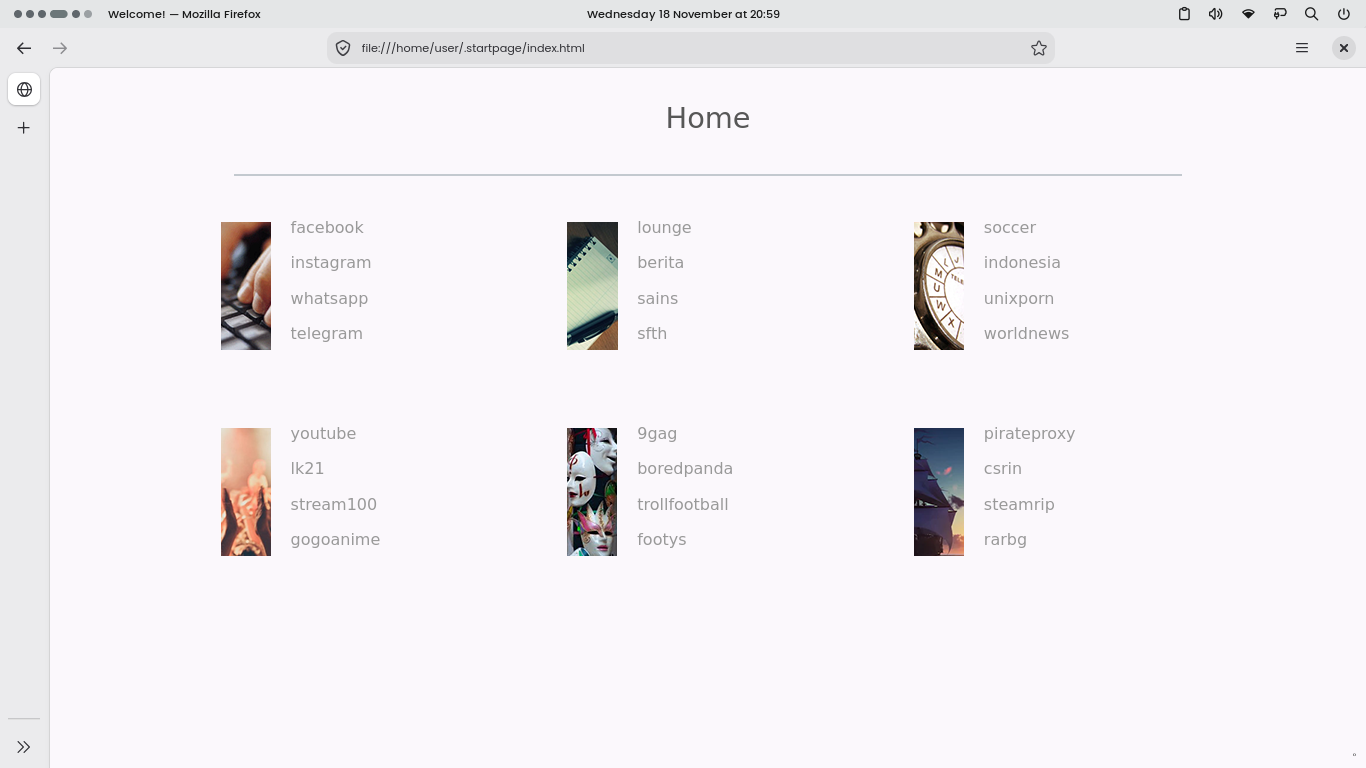 Welcome! — Mozilla Firefox
Wednesday 18 November at 20:59
file:///home/user/.startpage/index.html
Home
facebook
instagram
whatsapp
telegram
lounge
berita
sains
sfth
soccer
indonesia
unixporn
worldnews
youtube
lk21
stream100
gogoanime
9gag
boredpanda
trollfootball
footys
pirateproxy
csrin
steamrip
rarbg